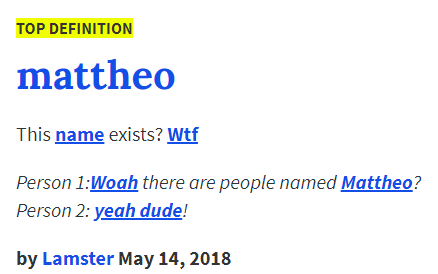 TOP DEFINITION
mattheo
This name exists? Wtf
Person 1:Woah there are people named Mattheo?
Person 2: yeah dude!
by Lamster May 14, 2018